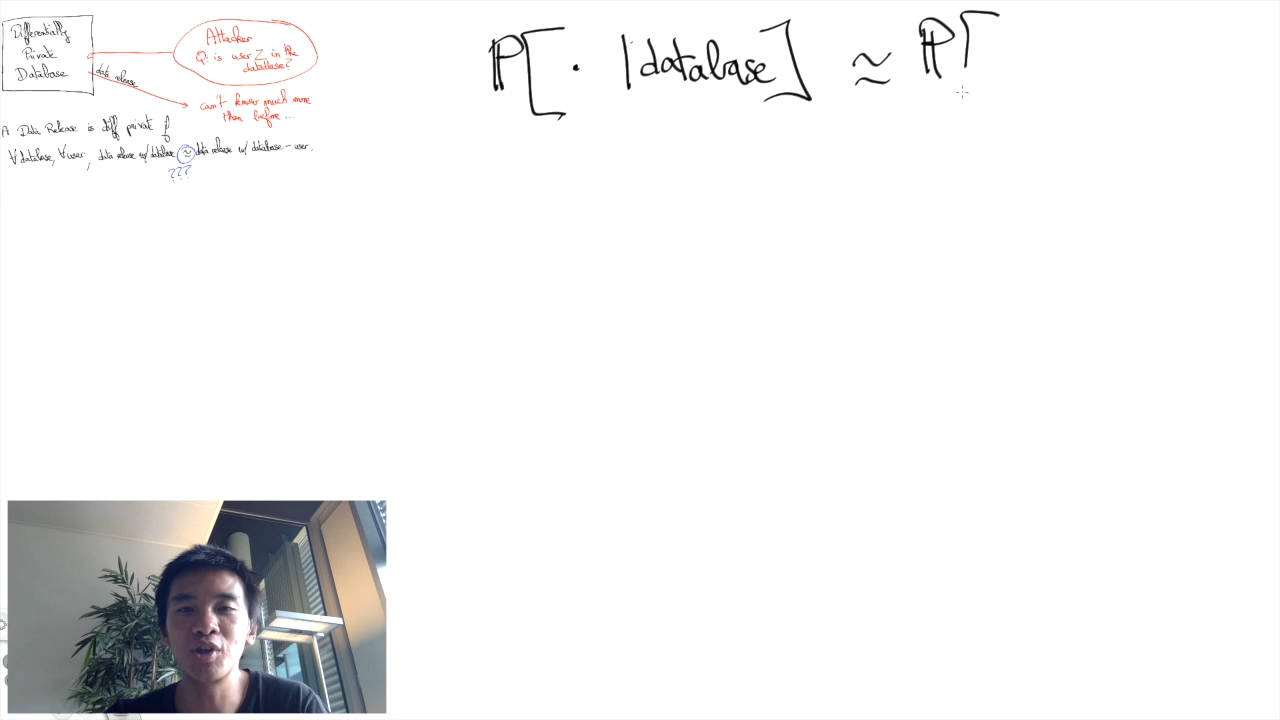 Differentially
Private
Database
data release
Attacker
Q: is user Z in the
database?
can't know much more
than before...
A Data Release is diff private if
∀ database, ∀ user, data release w/ database ≈ data release w/ database - user.
???
ℙ[ · | database ] ≈ ℙ[